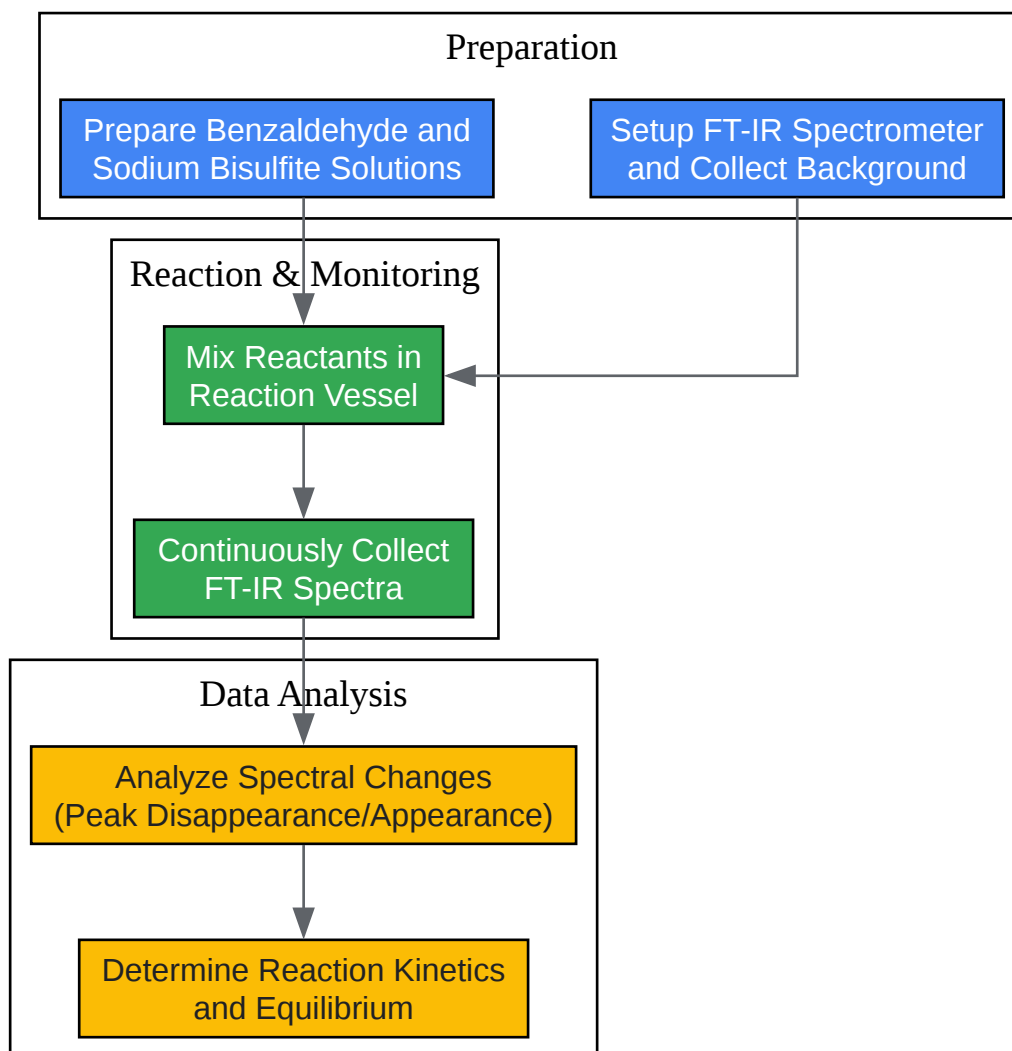 Preparation
Prepare Benzaldehyde and
Sodium Bisulfite Solutions
Setup FT-IR Spectrometer
and Collect Background
Reaction & Monitoring
Mix Reactants in
Reaction Vessel
Continuously Collect
FT-IR Spectra
Data Analysis
Analyze Spectral Changes
(Peak Disappearance/Appearance)
Determine Reaction Kinetics
and Equilibrium